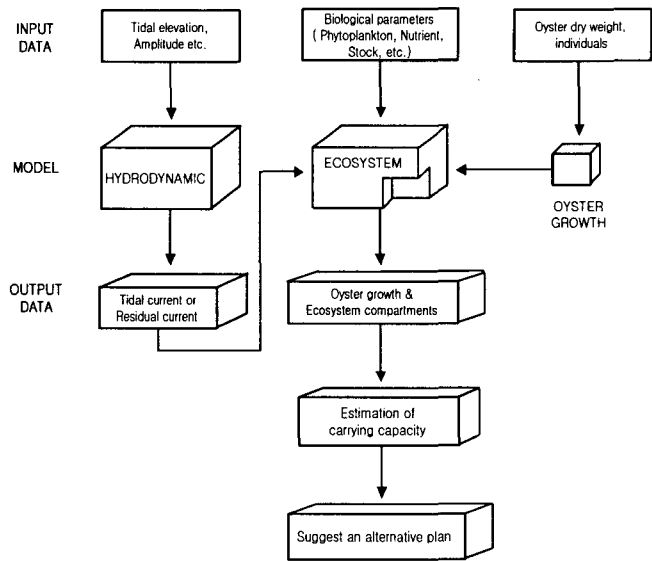 INPUT
DATA
Tidal elevation,
Amplitude etc.
Biological parameters
( Phytoplankton, Nutrient,
Stock, etc.)
Oyster dry weight,
individuals
MODEL
HYDRODYNAMIC
ECOSYSTEM
OYSTER
GROWTH
OUTPUT
DATA
Tidal current or
Residual current
Oyster growth &
Ecosystem compartments
Estimation of
carrying capacity
Suggest an alternative plan